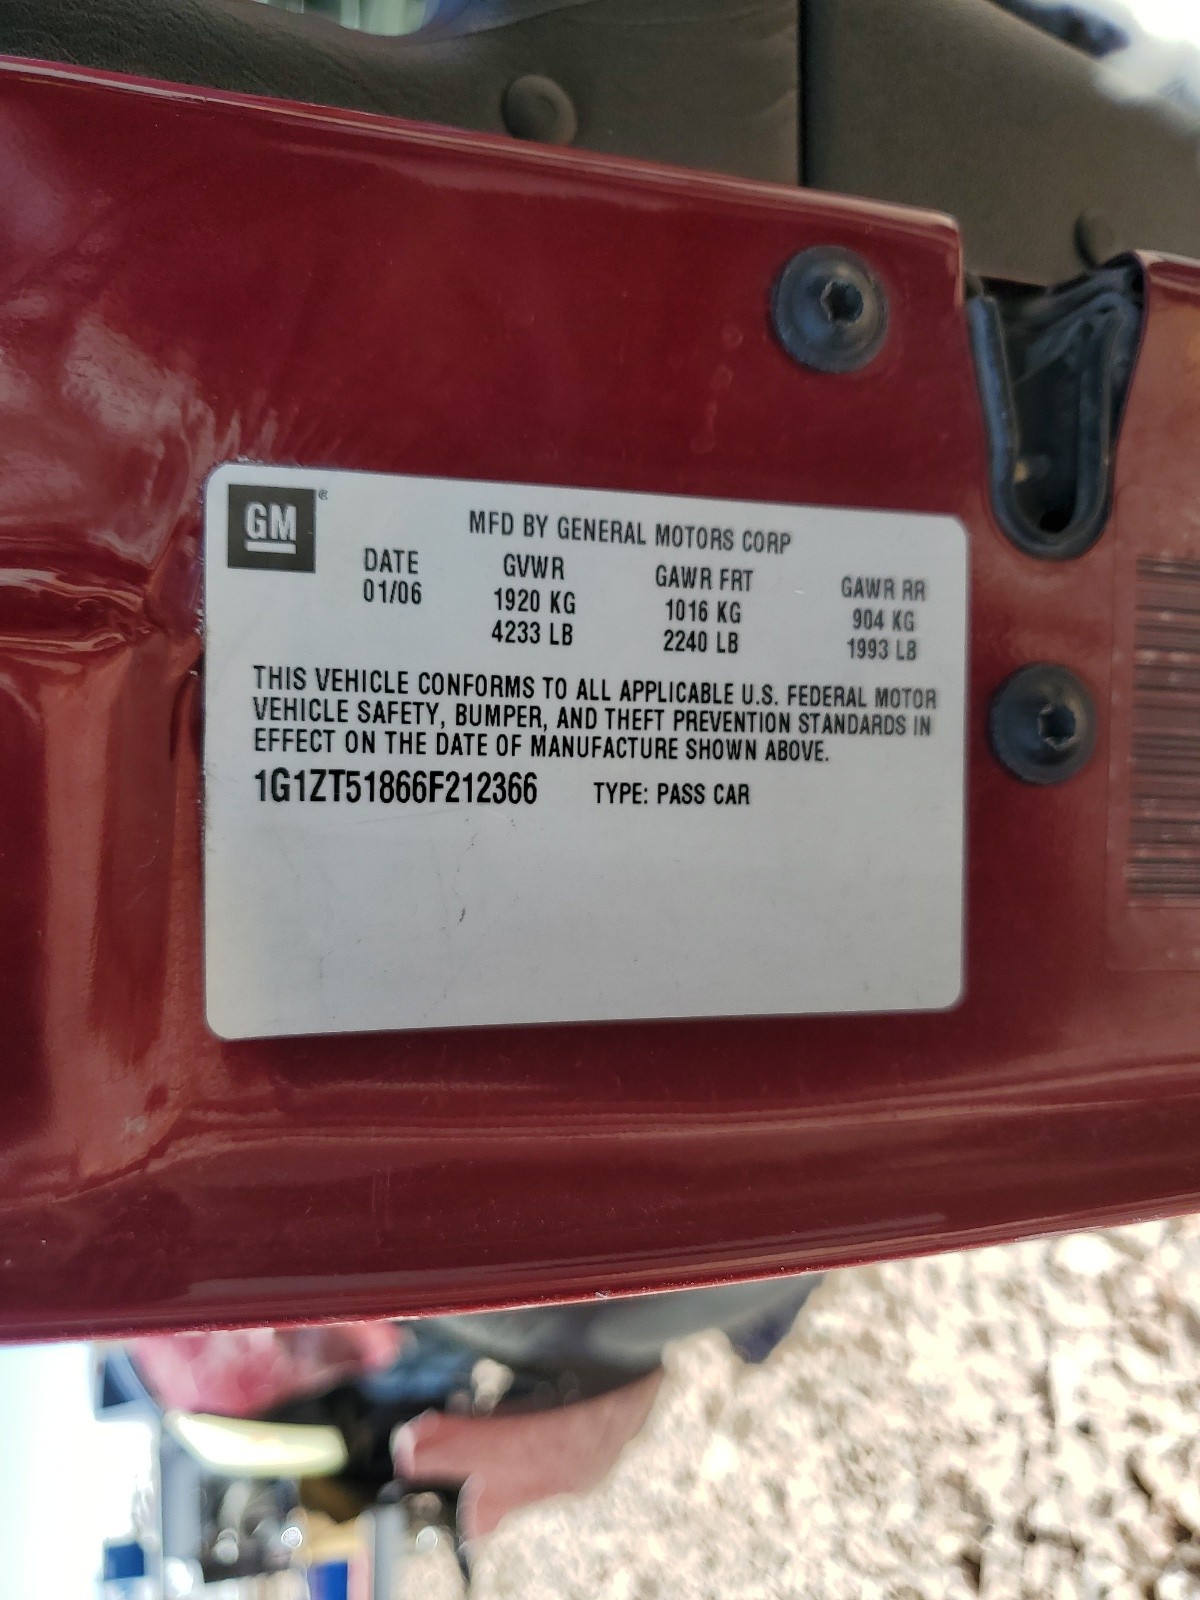 GM®
MFD BY GENERAL MOTORS CORP
DATE GVWR GAWR FRT GAWR RR
01/06 1920 KG 1016 KG 904 KG
4233 LB 2240 LB 1993 LB
THIS VEHICLE CONFORMS TO ALL APPLICABLE U.S. FEDERAL MOTOR
VEHICLE SAFETY, BUMPER, AND THEFT PREVENTION STANDARDS IN
EFFECT ON THE DATE OF MANUFACTURE SHOWN ABOVE.
1G1ZT51866F212366 TYPE: PASS CAR